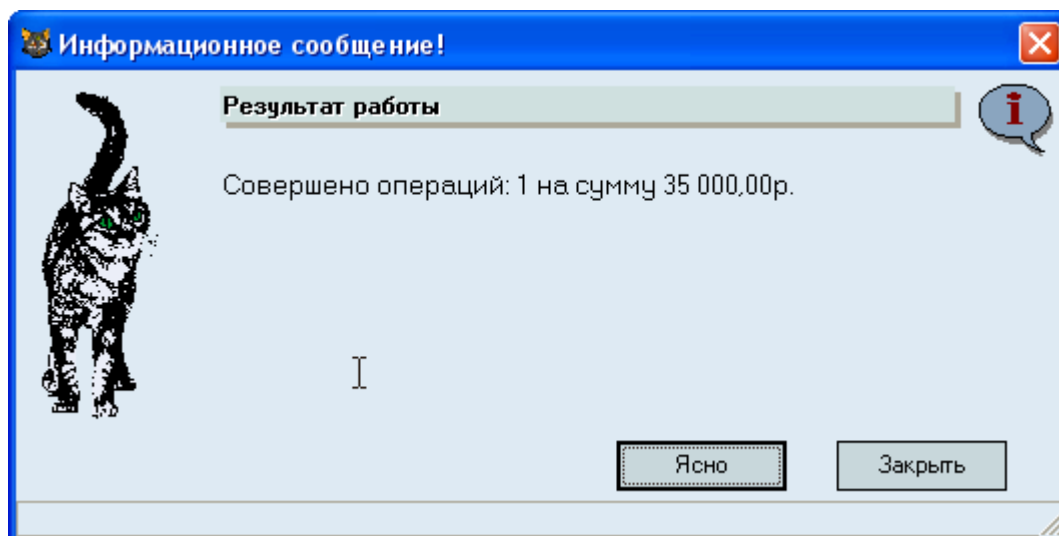 Информационное сообщение!
Результат работы
i
Совершено операций: 1 на сумму 35 000,00р.
Ясно
Закрыть